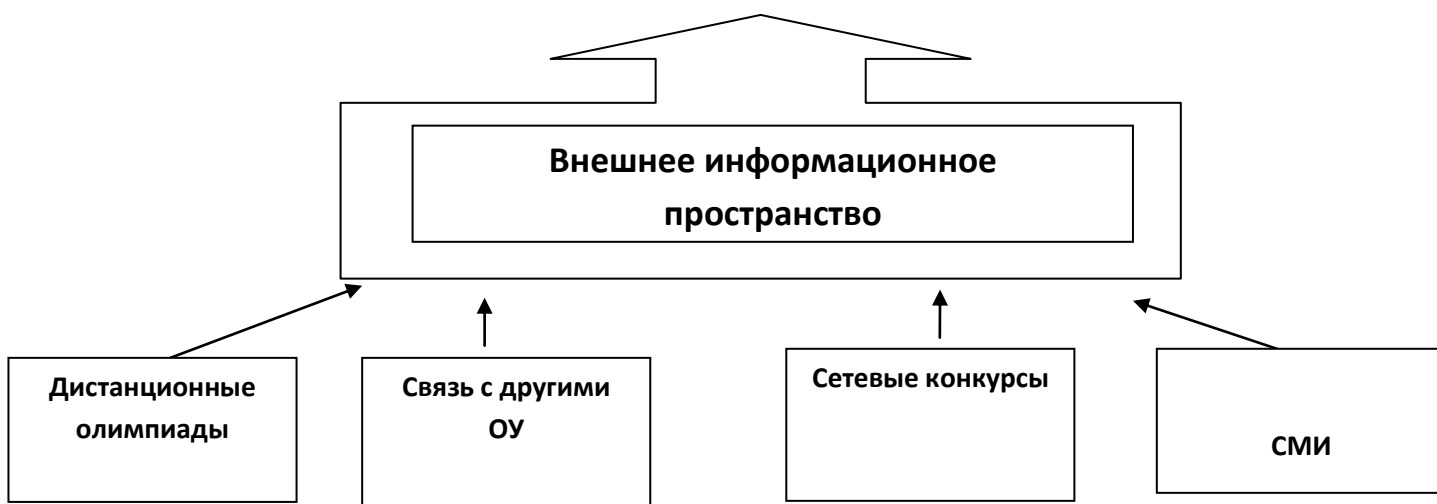 Внешнее информационное
пространство
Дистанционные
олимпиады
Связь с другими
ОУ
Сетевые конкурсы
СМИ